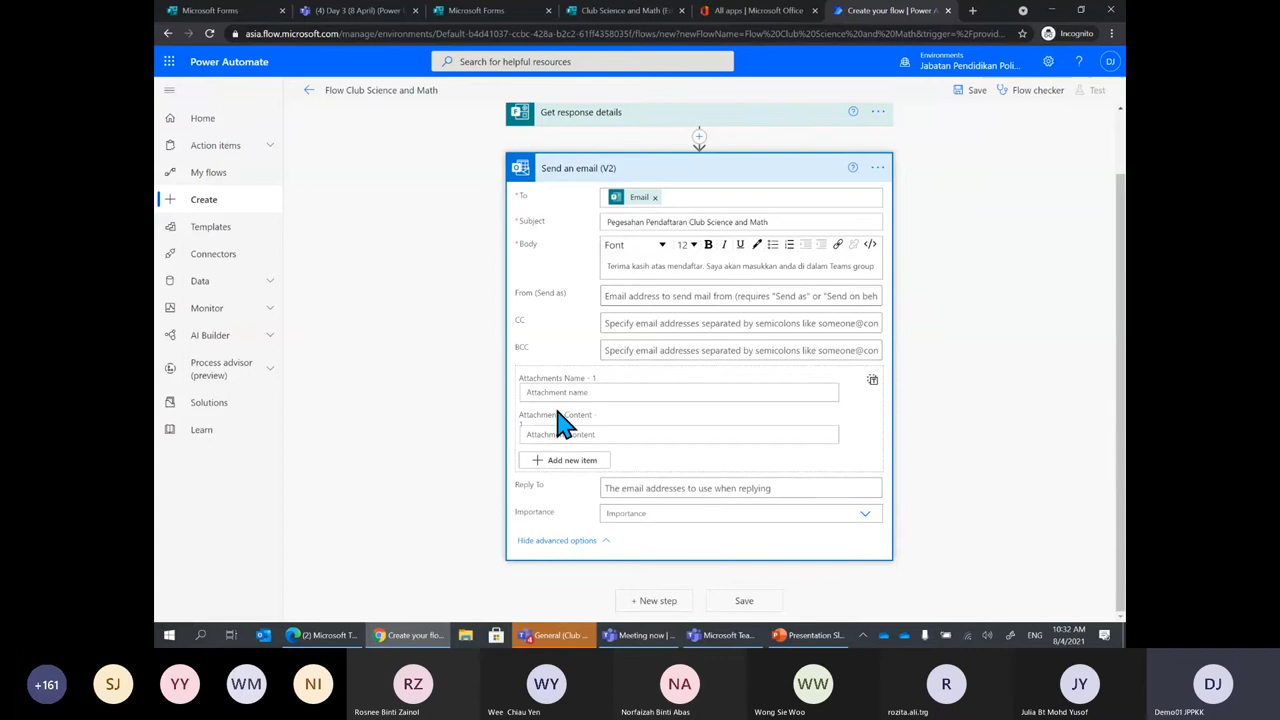 Microsoft Forms
(4) Day 3 (8 April) (Power
Microsoft Forms
Club Science and Math (E
All apps | Microsoft Office
Create your flow | Power A
asia.flow.microsoft.com/manage/environments/Default-b4d41037-ccbc-428a-b2c2-61ff4358035f/flows/new?newFlowName=Flow%20Club%20Science%20and%20Math&trigger=%2Fprovid...
Incognito
Power Automate
Search for helpful resources
Environments
Jabatan Pendidikan Poli...
DJ
Flow Club Science and Math
Save
Flow checker
Test
Home
Action items
My flows
Create
Templates
Connectors
Data
Monitor
AI Builder
Process advisor
(preview)
Solutions
Learn
Get response details
Send an email (V2)
* To
Email
* Subject
Pegesahan Pendaftaran Club Science and Math
* Body
Font
12
Terima kasih atas mendaftar. Saya akan masukkan anda di dalam Teams group
From (Send as)
Email address to send mail from (requires "Send as" or "Send on beh
CC
Specify email addresses separated by semicolons like someone@con
BCC
Specify email addresses separated by semicolons like someone@con
Attachments Name - 1
Attachment name
Content -
1
+ Add new item
Reply To
The email addresses to use when replying
Importance
Importance
Hide advanced options
+ New step
Save
(2) Microsoft T...
Create your flo...
General (Club ...
Meeting now | ...
Microsoft Tea...
Presentation Sl...
ENG
10:32 AM
8/4/2021
+161
SJ
YY
WM
NI
RZ
Rosnee Binti Zainol
WY
Wee Chiau Yen
NA
Norfaizah Binti Abas
WW
Wong Sie Woo
R
rozita.ali.trg
JY
Julia Bt Mohd Yusof
DJ
Demo01 JPPKK